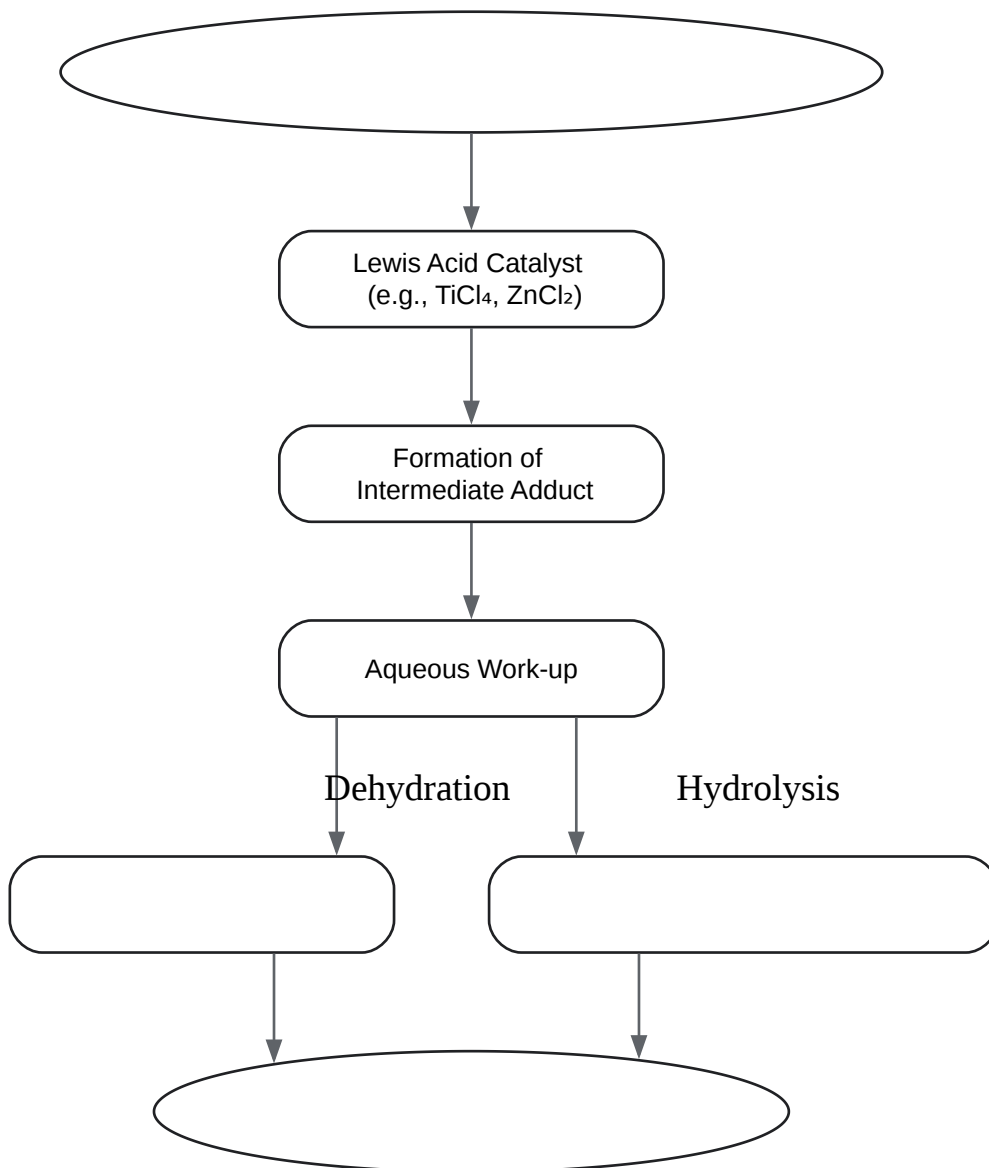 Lewis Acid Catalyst
(e.g., TiCl₄, ZnCl₂)
Formation of
Intermediate Adduct
Aqueous Work-up
Dehydration
Hydrolysis